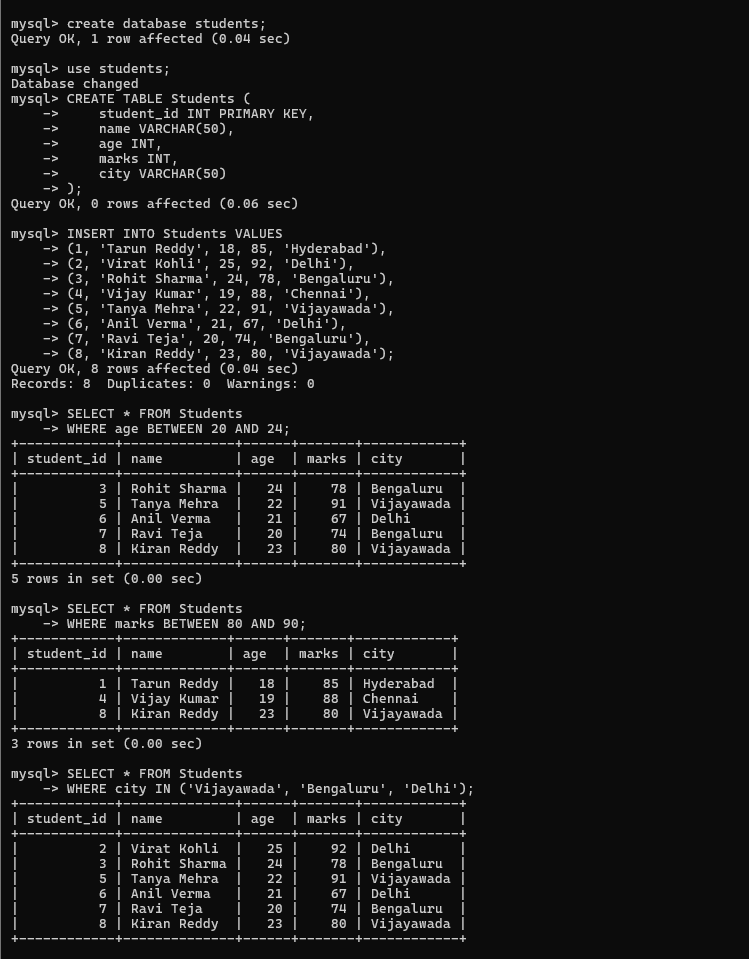 mysql> create database students;
Query OK, 1 row affected (0.04 sec)

mysql> use students;
Database changed
mysql> CREATE TABLE Students (
    ->     student_id INT PRIMARY KEY,
    ->     name VARCHAR(50),
    ->     age INT,
    ->     marks INT,
    ->     city VARCHAR(50)
    -> );
Query OK, 0 rows affected (0.06 sec)

mysql> INSERT INTO Students VALUES
    -> (1, 'Tarun Reddy', 18, 85, 'Hyderabad'),
    -> (2, 'Virat Kohli', 25, 92, 'Delhi'),
    -> (3, 'Rohit Sharma', 24, 78, 'Bengaluru'),
    -> (4, 'Vijay Kumar', 19, 88, 'Chennai'),
    -> (5, 'Tanya Mehra', 22, 91, 'Vijayawada'),
    -> (6, 'Anil Verma', 21, 67, 'Delhi'),
    -> (7, 'Ravi Teja', 20, 74, 'Bengaluru'),
    -> (8, 'Kiran Reddy', 23, 80, 'Vijayawada');
Query OK, 8 rows affected (0.04 sec)
Records: 8  Duplicates: 0  Warnings: 0

mysql> SELECT * FROM Students
    -> WHERE age BETWEEN 20 AND 24;
+------------+--------------+------+-------+------------+
| student_id | name         | age  | marks | city       |
+------------+--------------+------+-------+------------+
|          3 | Rohit Sharma |   24 |    78 | Bengaluru  |
|          5 | Tanya Mehra  |   22 |    91 | Vijayawada |
|          6 | Anil Verma   |   21 |    67 | Delhi      |
|          7 | Ravi Teja    |   20 |    74 | Bengaluru  |
|          8 | Kiran Reddy  |   23 |    80 | Vijayawada |
+------------+--------------+------+-------+------------+
5 rows in set (0.00 sec)

mysql> SELECT * FROM Students
    -> WHERE marks BETWEEN 80 AND 90;
+------------+-------------+------+-------+------------+
| student_id | name        | age  | marks | city       |
+------------+-------------+------+-------+------------+
|          1 | Tarun Reddy |   18 |    85 | Hyderabad  |
|          4 | Vijay Kumar |   19 |    88 | Chennai    |
|          8 | Kiran Reddy |   23 |    80 | Vijayawada |
+------------+-------------+------+-------+------------+
3 rows in set (0.00 sec)

mysql> SELECT * FROM Students
    -> WHERE city IN ('Vijayawada', 'Bengaluru', 'Delhi');
+------------+--------------+------+-------+------------+
| student_id | name         | age  | marks | city       |
+------------+--------------+------+-------+------------+
|          2 | Virat Kohli  |   25 |    92 | Delhi      |
|          3 | Rohit Sharma |   24 |    78 | Bengaluru  |
|          5 | Tanya Mehra  |   22 |    91 | Vijayawada |
|          6 | Anil Verma   |   21 |    67 | Delhi      |
|          7 | Ravi Teja    |   20 |    74 | Bengaluru  |
|          8 | Kiran Reddy  |   23 |    80 | Vijayawada |
+------------+--------------+------+-------+------------+